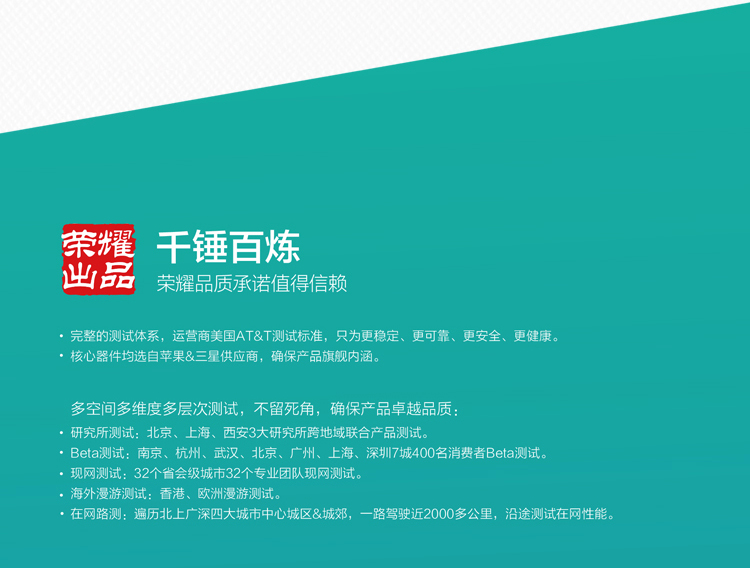 荣耀
出品
千锤百炼
荣耀品质承诺值得信赖
• 完整的测试体系，运营商美国AT&T测试标准，只为更稳定、更可靠、更安全、更健康。
• 核心器件均选自苹果&三星供应商，确保产品旗舰内涵。
多空间多维度多层次测试，不留死角，确保产品卓越品质：
• 研究所测试：北京、上海、西安3大研究所跨地域联合产品测试。
• Beta测试：南京、杭州、武汉、北京、广州、上海、深圳7城400名消费者Beta测试。
• 现网测试：32个省会级城市32个专业团队现网测试。
• 海外漫游测试：香港、欧洲漫游测试。
• 在网路测：遍历北上广深四大城市中心城区&城郊，一路驾驶近2000多公里，沿途测试在网性能。